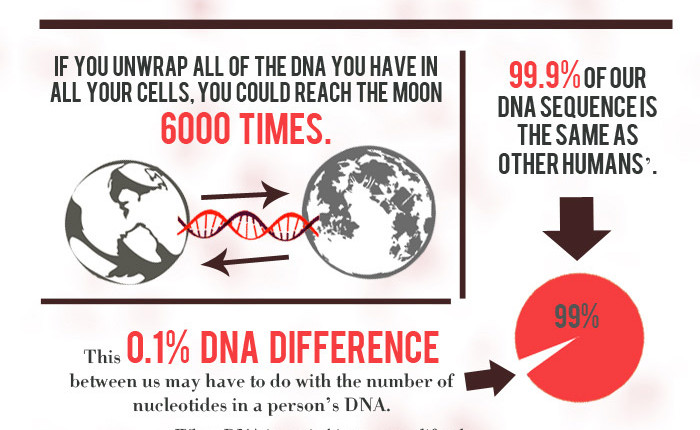 IF YOU UNWRAP ALL OF THE DNA YOU HAVE IN
ALL YOUR CELLS, YOU COULD REACH THE MOON
6000 TIMES.
99.9% OF OUR
DNA SEQUENCE IS
THE SAME AS
OTHER HUMANS'.
99%
This 0.1% DNA DIFFERENCE
between us may have to do with the number of
nucleotides in a person's DNA.